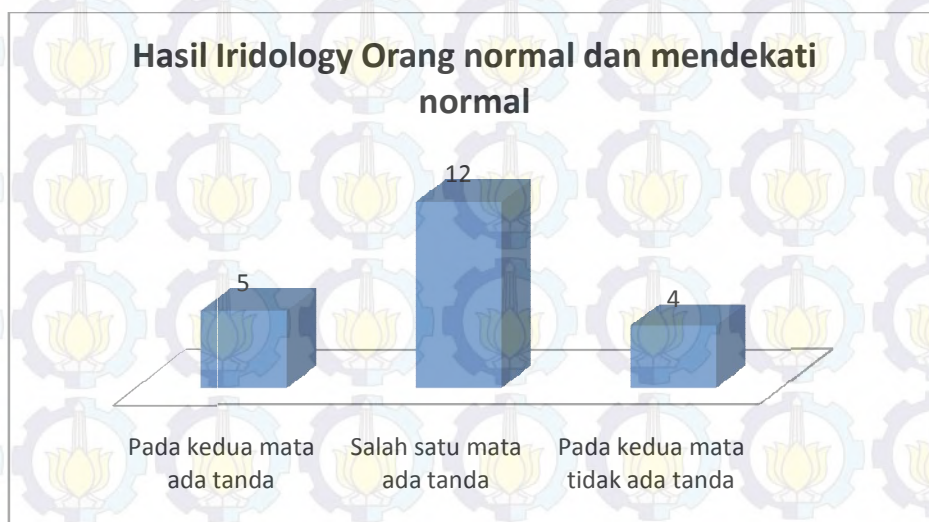 Hasil Iridology Orang normal dan mendekati
normal
12
5
4
Pada kedua mata
ada tanda
Salah satu mata
ada tanda
Pada kedua mata
tidak ada tanda